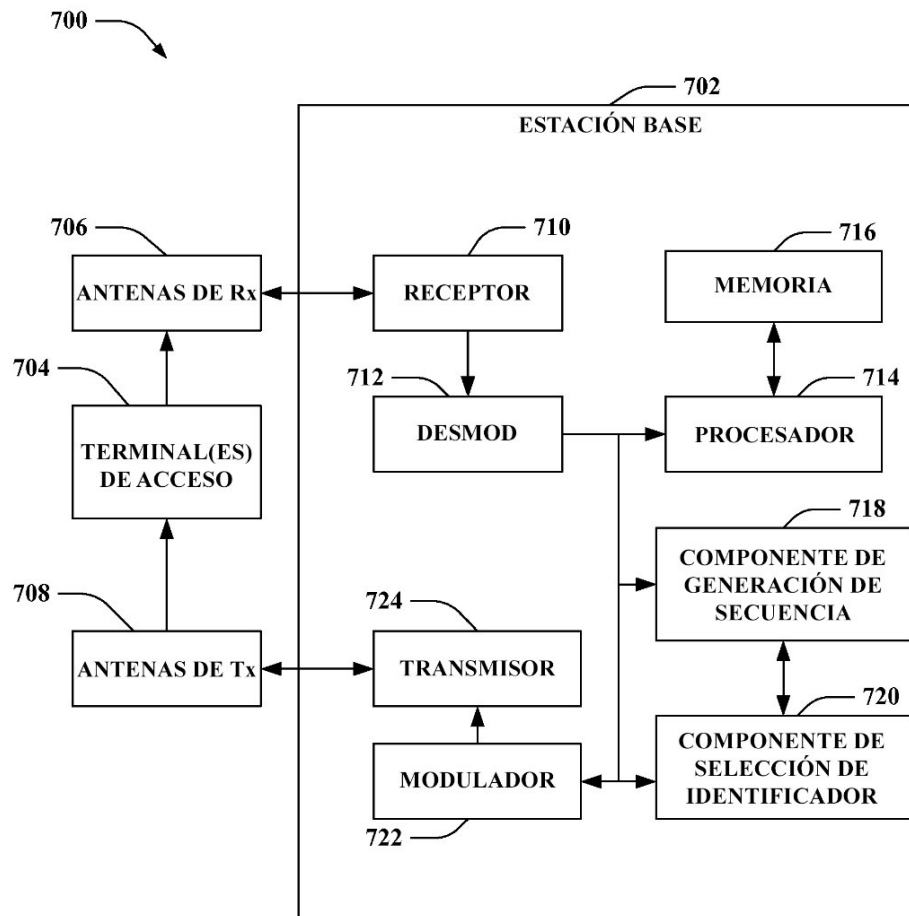 700
702
ESTACIÓN BASE
706
ANTENAS DE Rx
710
RECEPTOR
716
MEMORIA
704
TERMINAL(ES)
DE ACCESO
712
DESMOD
714
PROCESADOR
718
COMPONENTE DE
GENERACIÓN DE
SECUENCIA
708
ANTENAS DE Tx
724
TRANSMISOR
720
COMPONENTE DE
SELECCIÓN DE
IDENTIFICADOR
MODULADOR
722